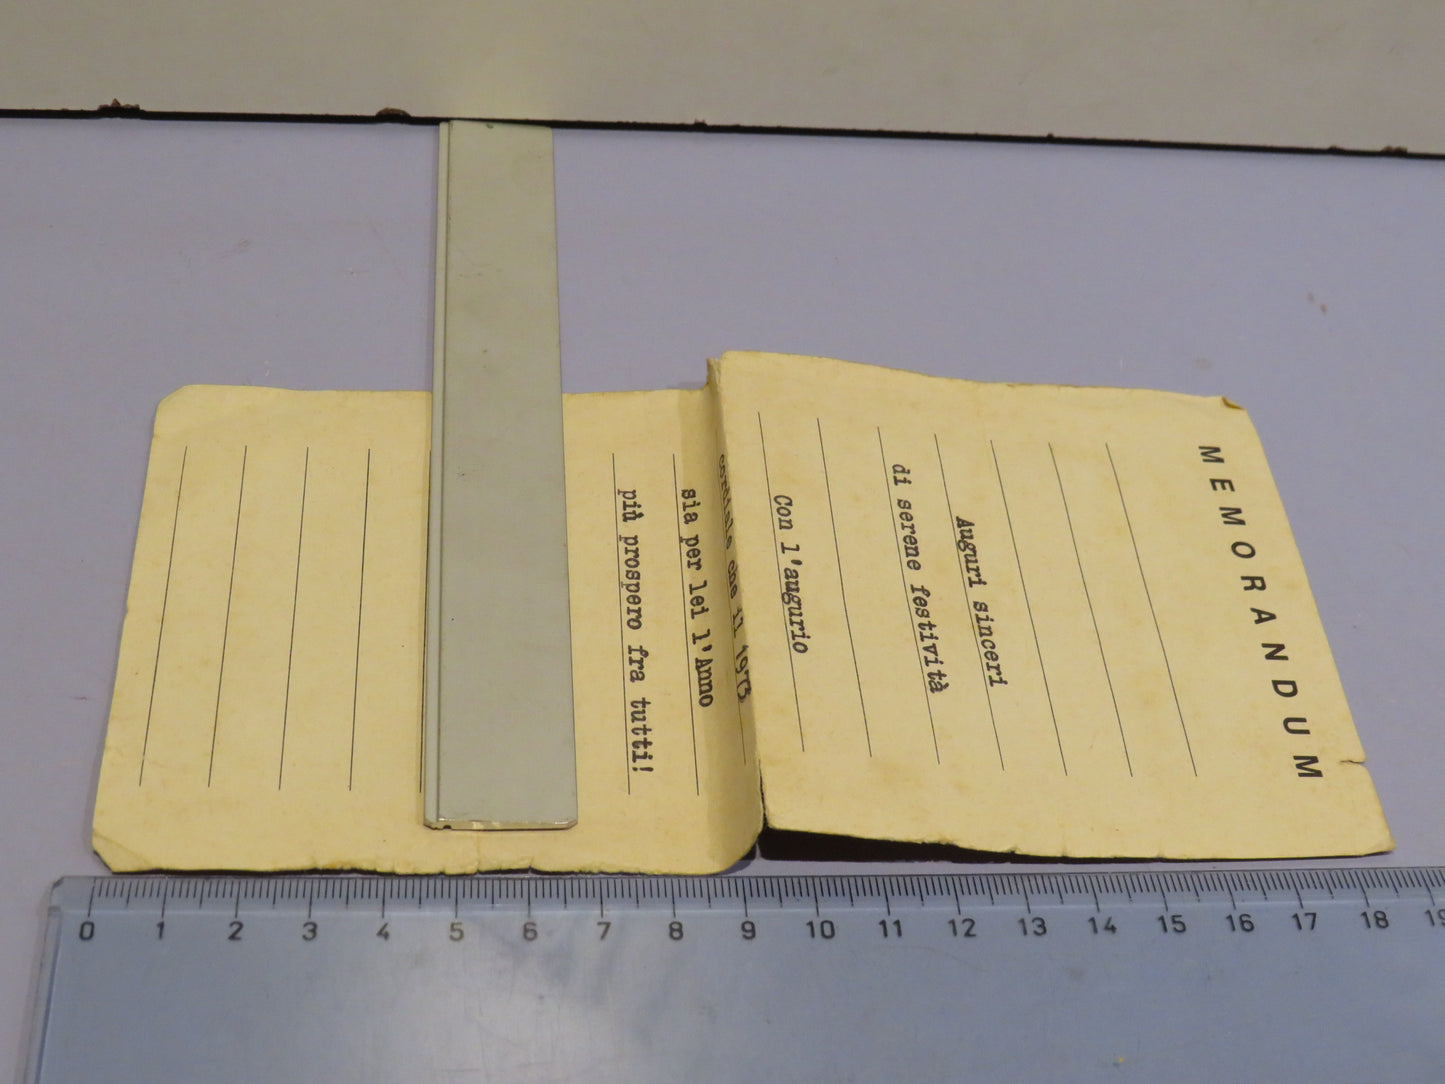 MEMORANDUM
Auguri sinceri
di serene festività
Con l'augurio
cordiale che il 1973
sia per lei l'Anno
più prospero fra tutti!
0 1 2 3 4 5 6 7 8 9 10 11 12 13 14 15 16 17 18 19